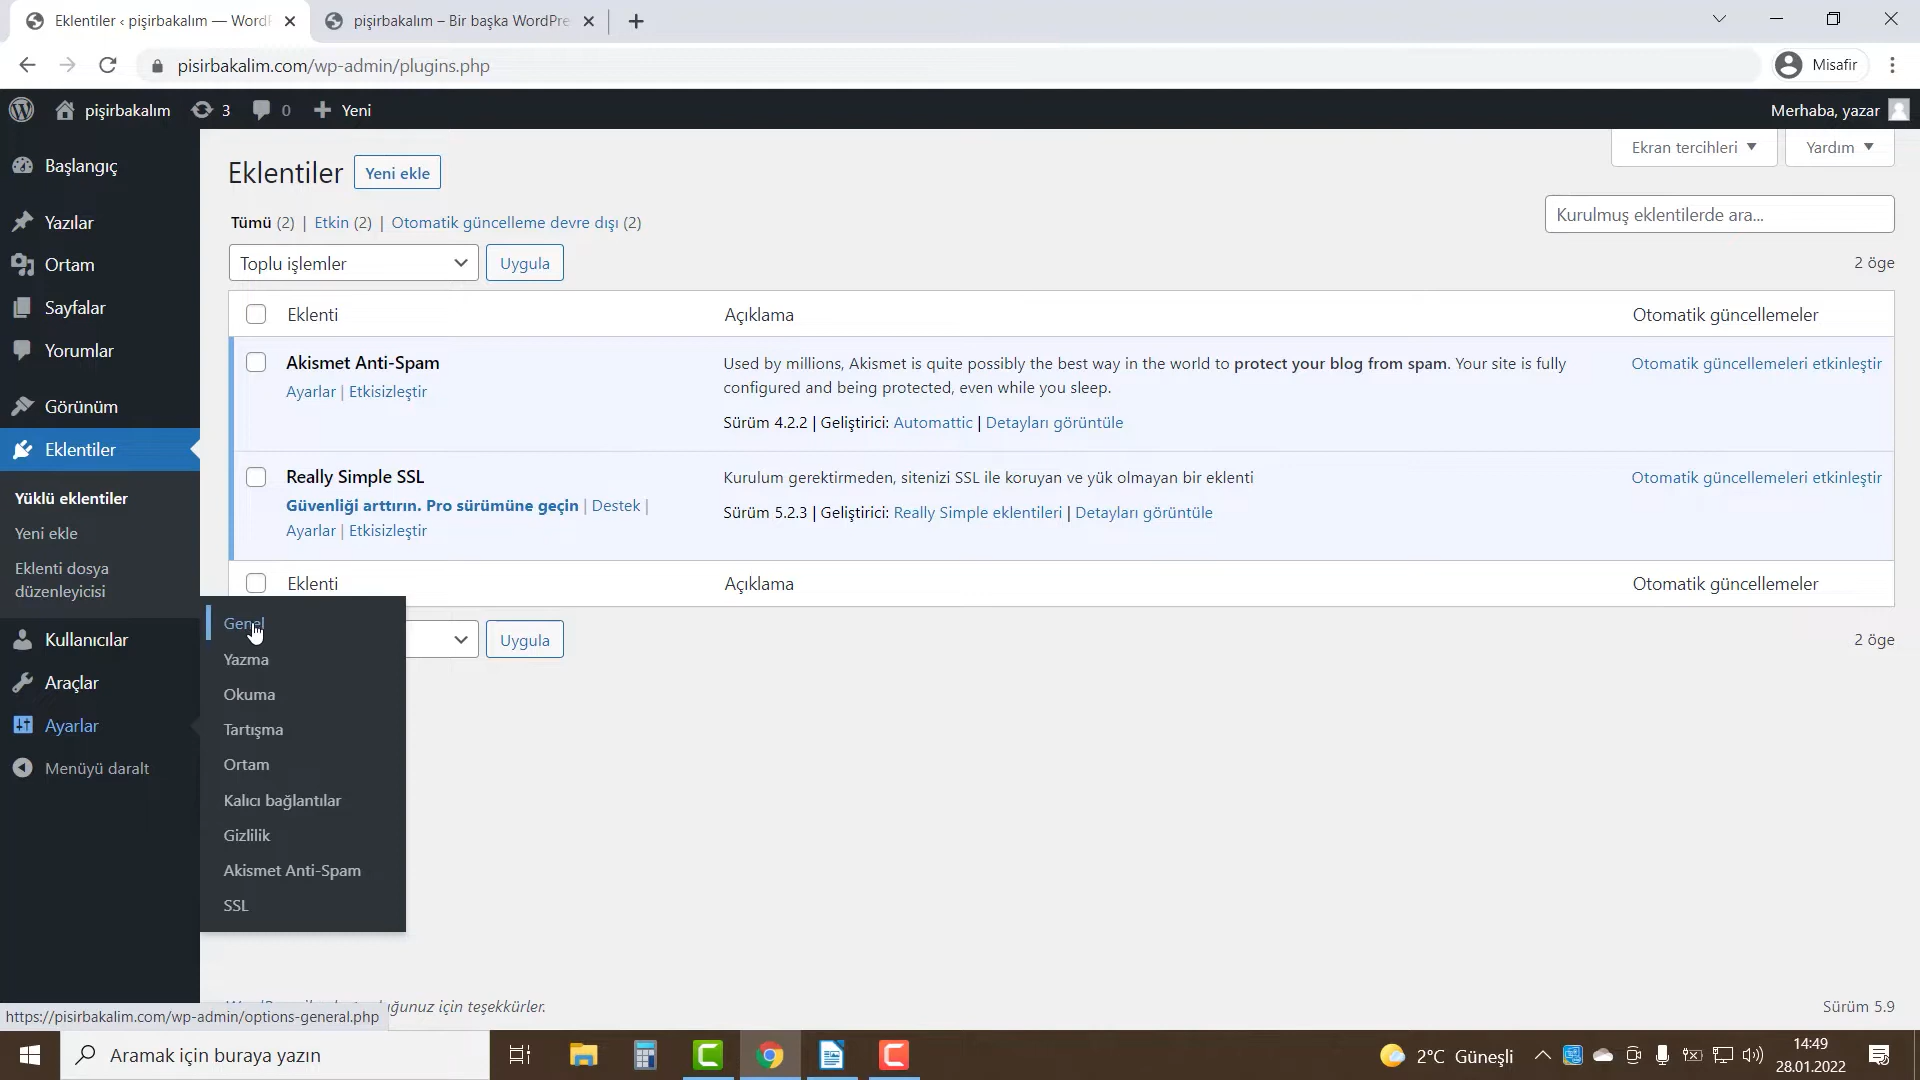 Eklentiler ‹ pişirbakalım — WordP
pişirbakalım – Bir başka WordPre
pisirbakalim.com/wp-admin/plugins.php
Misafir
pişirbakalım
3
0
Yeni
Merhaba, yazar
Başlangıç
Yazılar
Ortam
Sayfalar
Yorumlar
Görünüm
Eklentiler
Yüklü eklentiler
Yeni ekle
Eklenti dosya
düzenleyicisi
Kullanıcılar
Araçlar
Ayarlar
Menüyü daralt
Ekran tercihleri
Yardım
Eklentiler
Yeni ekle
Tümü (2) | Etkin (2) | Otomatik güncelleme devre dışı (2)
Kurulmuş eklentilerde ara...
Toplu işlemler
Uygula
2 öge
Eklenti
Açıklama
Otomatik güncellemeler
Akismet Anti-Spam
Ayarlar | Etkisizleştir
Used by millions, Akismet is quite possibly the best way in the world to protect your blog from spam. Your site is fully
configured and being protected, even while you sleep.
Sürüm 4.2.2 | Geliştirici: Automattic | Detayları görüntüle
Otomatik güncellemeleri etkinleştir
Really Simple SSL
Güvenliği arttırın. Pro sürümüne geçin | Destek |
Ayarlar | Etkisizleştir
Kurulum gerektirmeden, sitenizi SSL ile koruyan ve yük olmayan bir eklenti
Sürüm 5.2.3 | Geliştirici: Really Simple eklentileri | Detayları görüntüle
Otomatik güncellemeleri etkinleştir
Eklenti
Açıklama
Otomatik güncellemeler
Uygula
2 öge
Genel
Yazma
Okuma
Tartışma
Ortam
Kalıcı bağlantılar
Gizlilik
Akismet Anti-Spam
SSL
için teşekkürler.
Sürüm 5.9
https://pisirbakalim.com/wp-admin/options-general.php
Aramak için buraya yazın
2°C Güneşli
14:49
28.01.2022